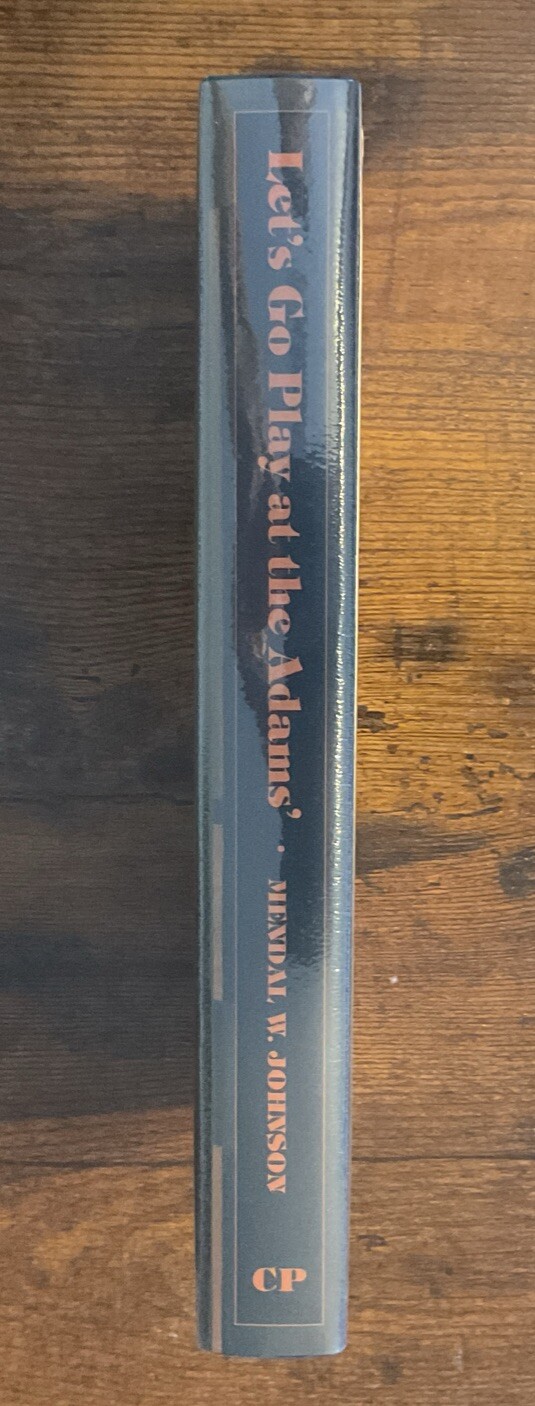 Let's Go Play at the Adams' · MENDAL W. JOHNSON
CP